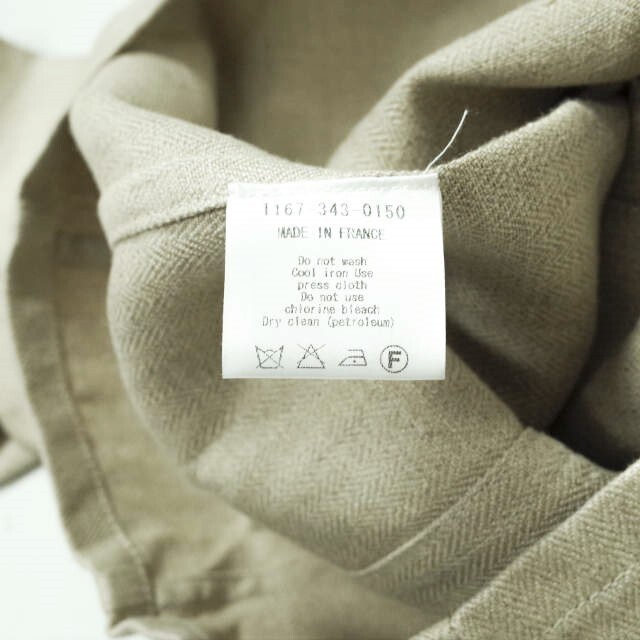 1167-343-0150
MADE IN FRANCE
Do not wash
Cool iron Use
press cloth
Do not use
chlorine bleach
Dry clean (petroleum)
F